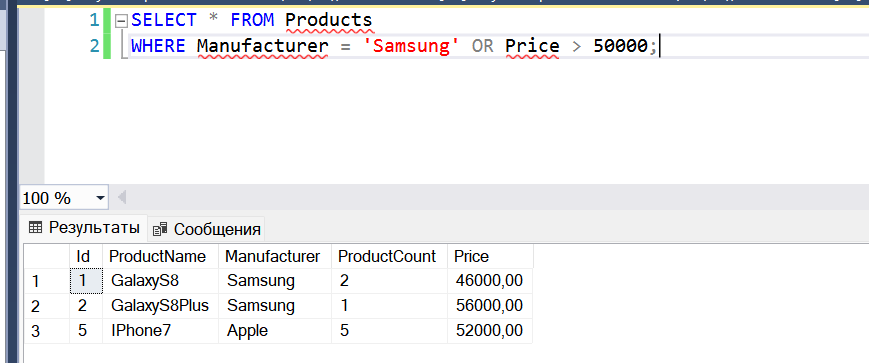 1 SELECT * FROM Products
2 WHERE Manufacturer = 'Samsung' OR Price > 50000;
100 %
Результаты Сообщения
Id ProductName Manufacturer ProductCount Price
1 1 GalaxyS8 Samsung 2 46000,00
2 2 GalaxyS8Plus Samsung 1 56000,00
3 5 IPhone7 Apple 5 52000,00